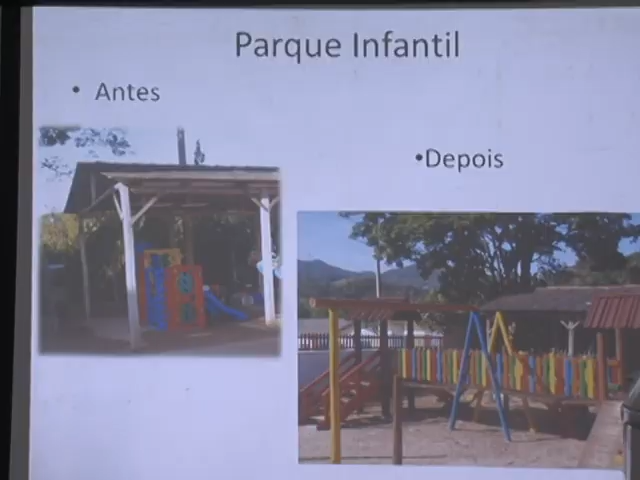 Parque Infantil
• Antes
•Depois